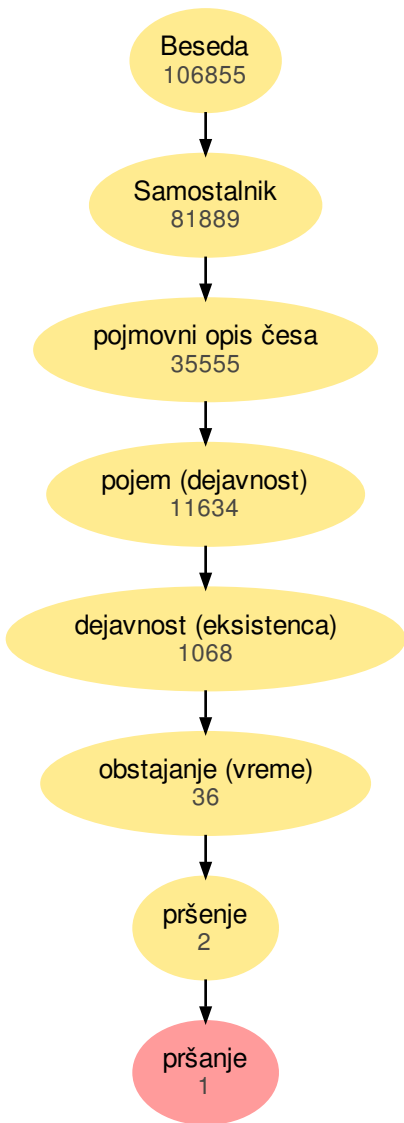 Beseda
106855
Samostalnik
81889
pojmovni opis česa
35555
pojem (dejavnost)
11634
dejavnost (eksistenca)
1068
obstajanje (vreme)
36
pršenje
2
pršanje
1